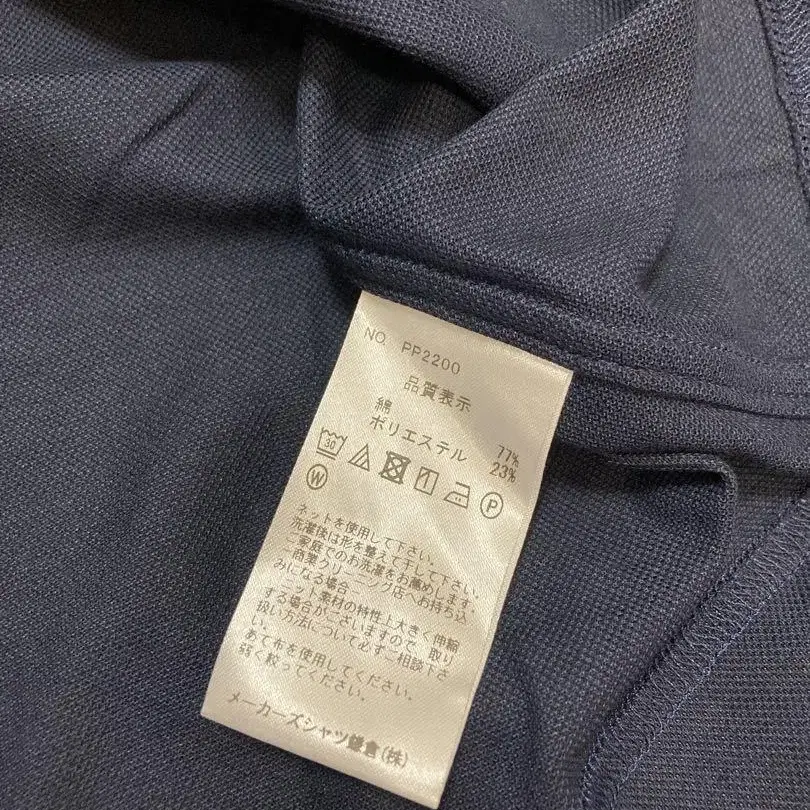 NO. PP2200
品質表示
綿 77%
ポリエステル 23%
30
P
W
ネットを使用して下さい。
洗濯後は形を整えて干して下さい。
ご家庭でのお洗濯をお薦めします。
商業クリーニング店へお持ち込
みになる場合
ニット素材の特性上大きく伸縮
する場合がございますので 取り
扱い方法について必ずご相談下さ
あて布を使用してください。
弱く絞ってください。
メーカーズシャツ鎌倉(株)